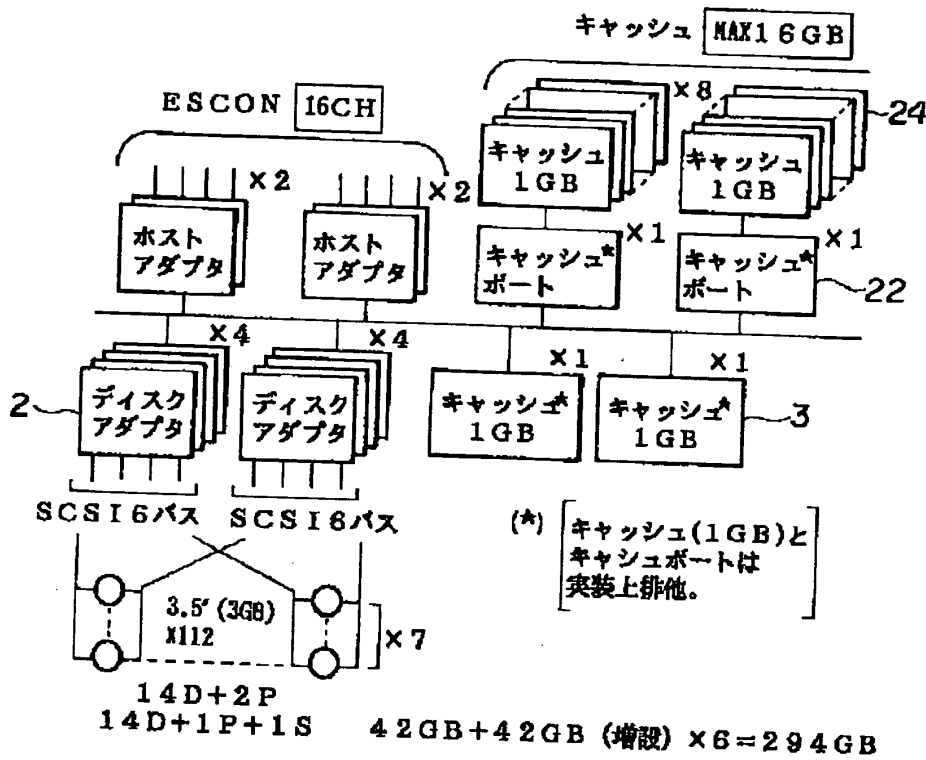 キャッシュ MAX16GB
ESCON 16CH
×8
24
キャッシュ
1GB
キャッシュ
1GB
×2
×2
ホスト
アダプタ
ホスト
アダプタ
×1
×1
キャッシュ*
ボート
キャッシュ*
ボート
22
×4
×4
×1
×1
2
ディスク
アダプタ
ディスク
アダプタ
キャッシュ*
1GB
キャッシュ*
1GB
3
SCSI6バス
SCSI6バス
(*)
キャッシュ(1GB)と
キャシュボートは
実装上排他。
3.5" (3GB)
X112
×7
14D+2P
14D+1P+1S
42GB+42GB (増設) ×6=294GB